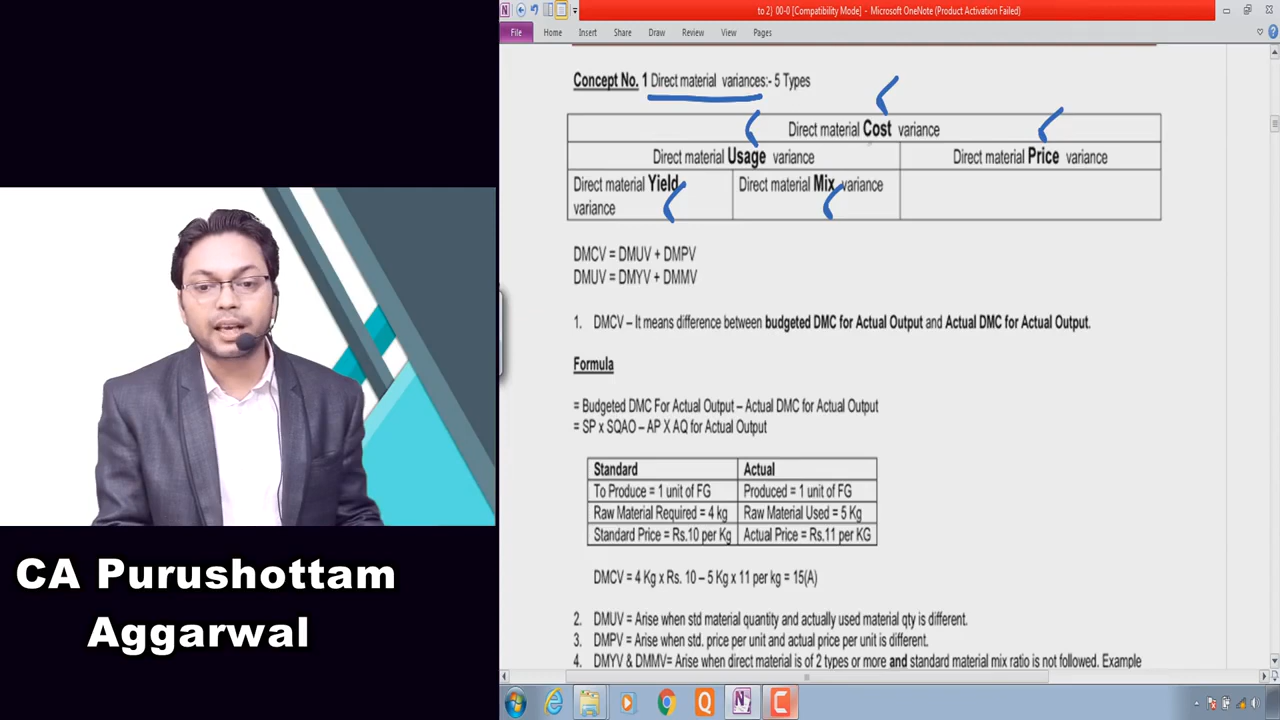 to 2) 00-0 [Compatibility Mode] - Microsoft OneNote (Product Activation Failed)
File Home Insert Share Draw Review View Pages
Concept No. 1 Direct material variances:- 5 Types
Direct material Cost variance
Direct material Usage variance Direct material Price variance
Direct material Yield Direct material Mix variance
variance
DMCV = DMUV + DMPV
DMUV = DMYV + DMMV
1. DMCV – It means difference between budgeted DMC for Actual Output and Actual DMC for Actual Output.
Formula
= Budgeted DMC For Actual Output – Actual DMC for Actual Output
= SP x SQAO – AP X AQ for Actual Output
Standard Actual
To Produce = 1 unit of FG Produced = 1 unit of FG
Raw Material Required = 4 kg Raw Material Used = 5 Kg
Standard Price = Rs.10 per Kg Actual Price = Rs.11 per KG
DMCV = 4 Kg x Rs. 10 – 5 Kg x 11 per kg = 15(A)
2. DMUV = Arise when std material quantity and actually used material qty is different.
3. DMPV = Arise when std. price per unit and actual price per unit is different.
4. DMYV & DMMV= Arise when direct material is of 2 types or more and standard material mix ratio is not followed. Example
CA Purushottam
Aggarwal